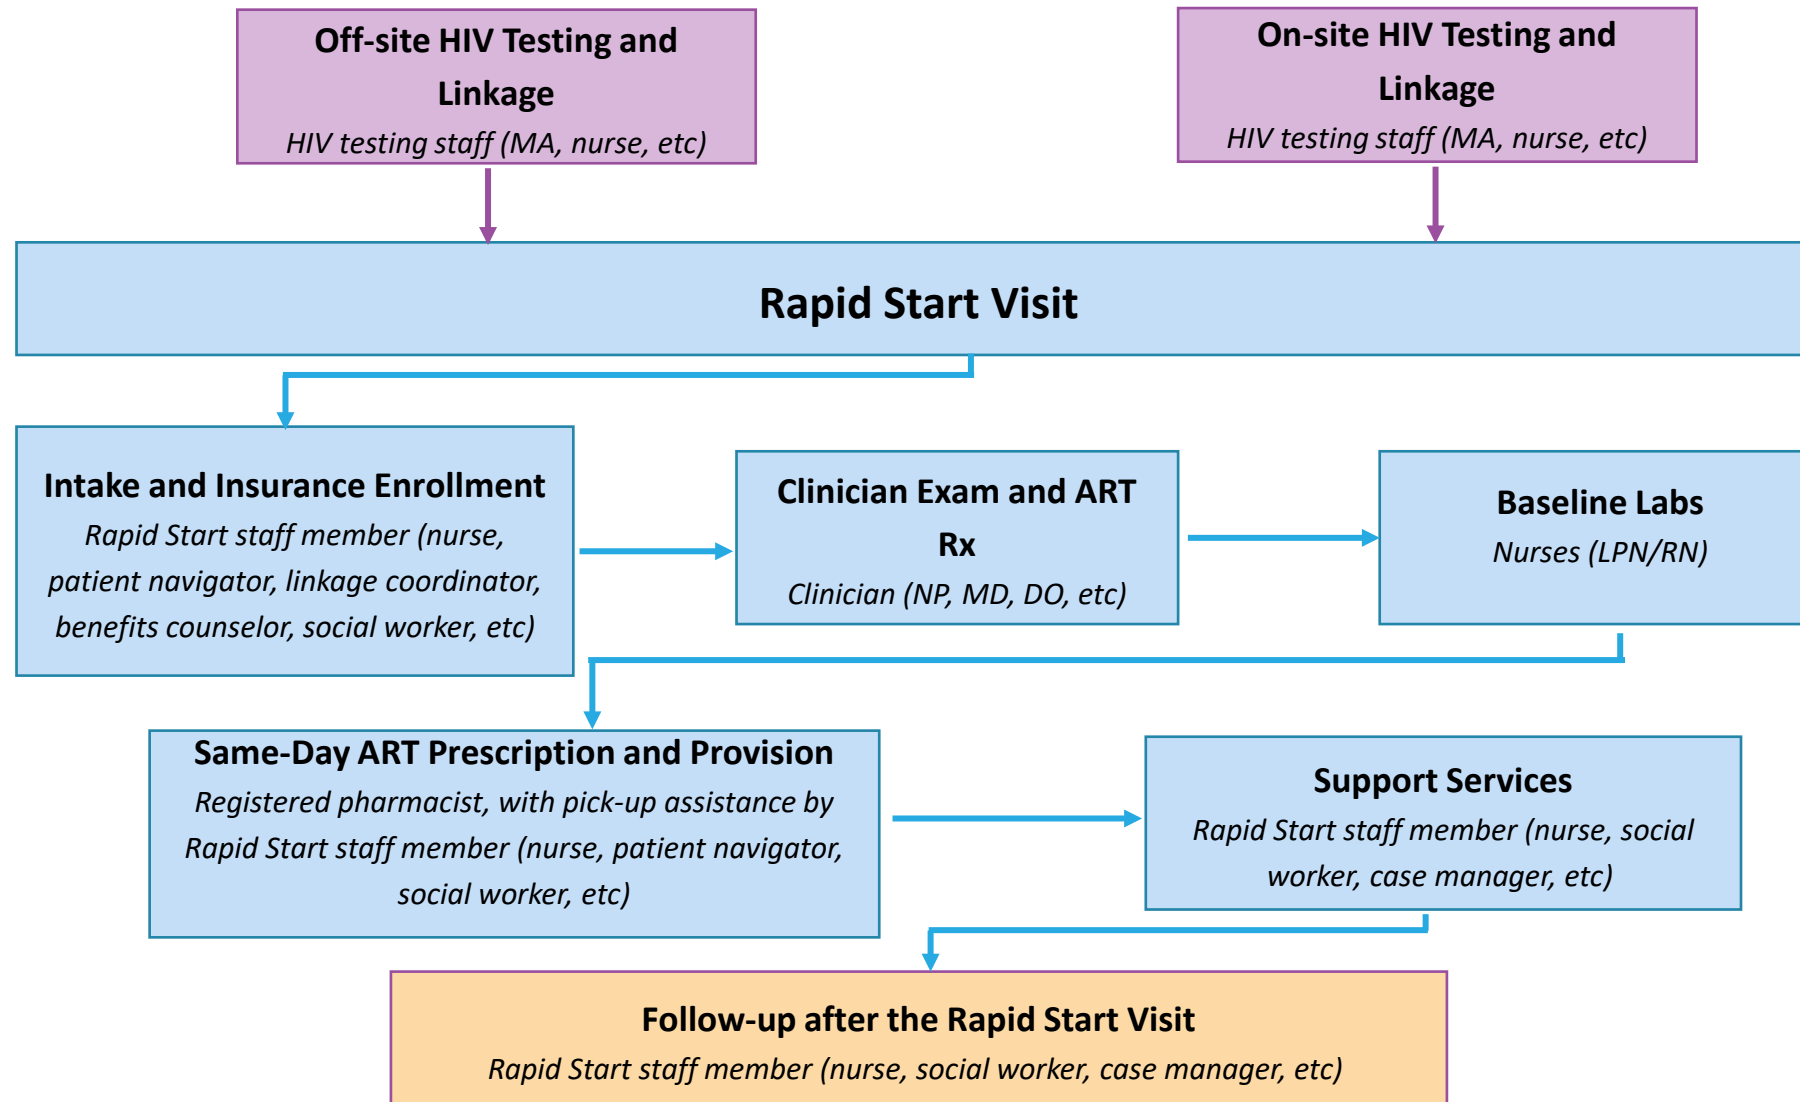 Off-site HIV Testing and
Linkage
HIV testing staff (MA, nurse, etc)
On-site HIV Testing and
Linkage
HIV testing staff (MA, nurse, etc)
Rapid Start Visit
Intake and Insurance Enrollment
Rapid Start staff member (nurse,
patient navigator, linkage coordinator,
benefits counselor, social worker, etc)
Clinician Exam and ART
Rx
Clinician (NP, MD, DO, etc)
Baseline Labs
Nurses (LPN/RN)
Same-Day ART Prescription and Provision
Registered pharmacist, with pick-up assistance by
Rapid Start staff member (nurse, patient navigator,
social worker, etc)
Support Services
Rapid Start staff member (nurse, social
worker, case manager, etc)
Follow-up after the Rapid Start Visit
Rapid Start staff member (nurse, social worker, case manager, etc)